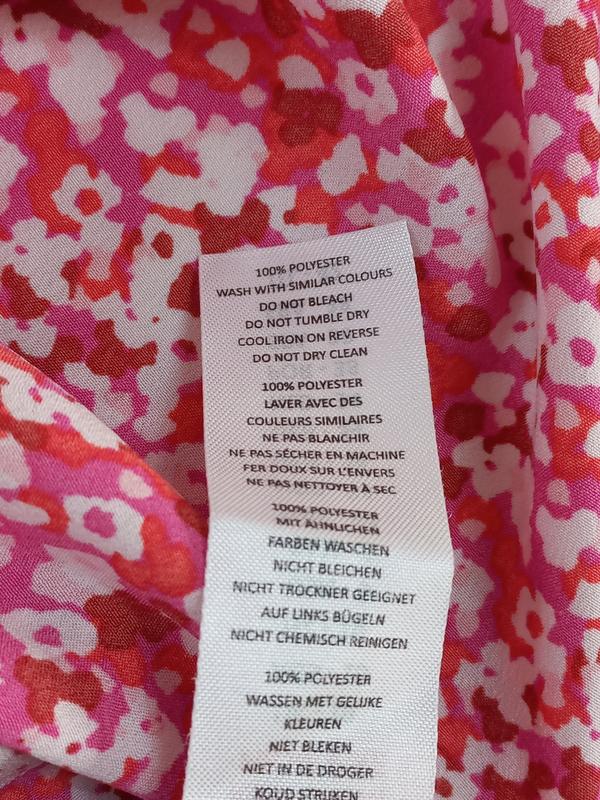 100% POLYESTER
WASH WITH SIMILAR COLOURS
DO NOT BLEACH
DO NOT TUMBLE DRY
COOL IRON ON REVERSE
DO NOT DRY CLEAN
100% POLYESTER
LAVER AVEC DES
COULEURS SIMILAIRES
NE PAS BLANCHIR
NE PAS SÉCHER EN MACHINE
FER DOUX SUR L'ENVERS
NE PAS NETTOYER À SEC
100% POLYESTER
MIT ÄHNLICHEN
FARBEN WASCHEN
NICHT BLEICHEN
NICHT TROCKNER GEEIGNET
AUF LINKS BÜGELN
NICHT CHEMISCH REINIGEN
100% POLYESTER
WASSEN MET GELIJKE
KLEUREN
NIET BLEKEN
NIET IN DE DROGER
KOUD STRIJKEN